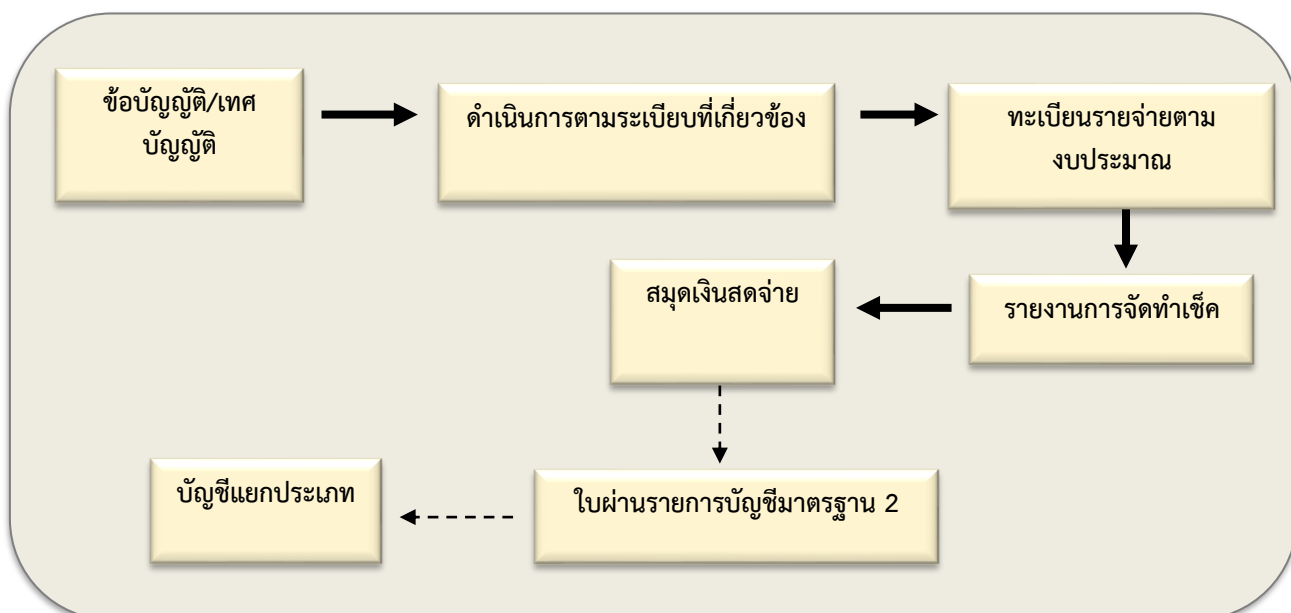 ข้อบัญญัติ/เทศ
บัญญัติ
ดำเนินการตามระเบียบที่เกี่ยวข้อง
ทะเบียนรายจ่ายตาม
งบประมาณ
รายงานการจัดทำเช็ค
สมุดเงินสดจ่าย
ใบผ่านรายการบัญชีมาตรฐาน 2
บัญชีแยกประเภท